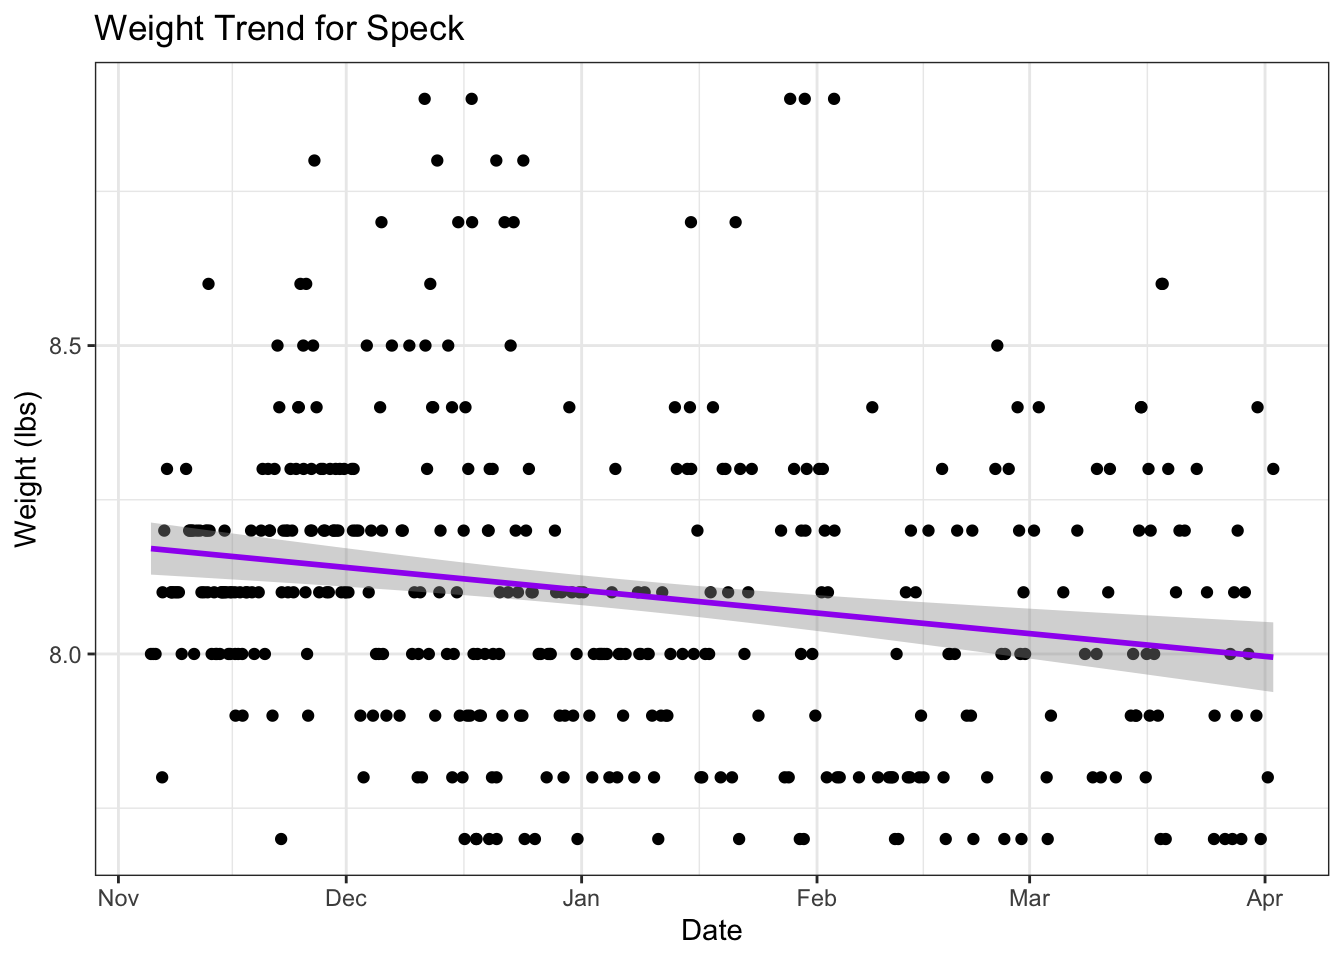 Weight Trend for Speck
Weight (lbs)
8.5
8.0
Nov Dec Jan Feb Mar Apr
Date